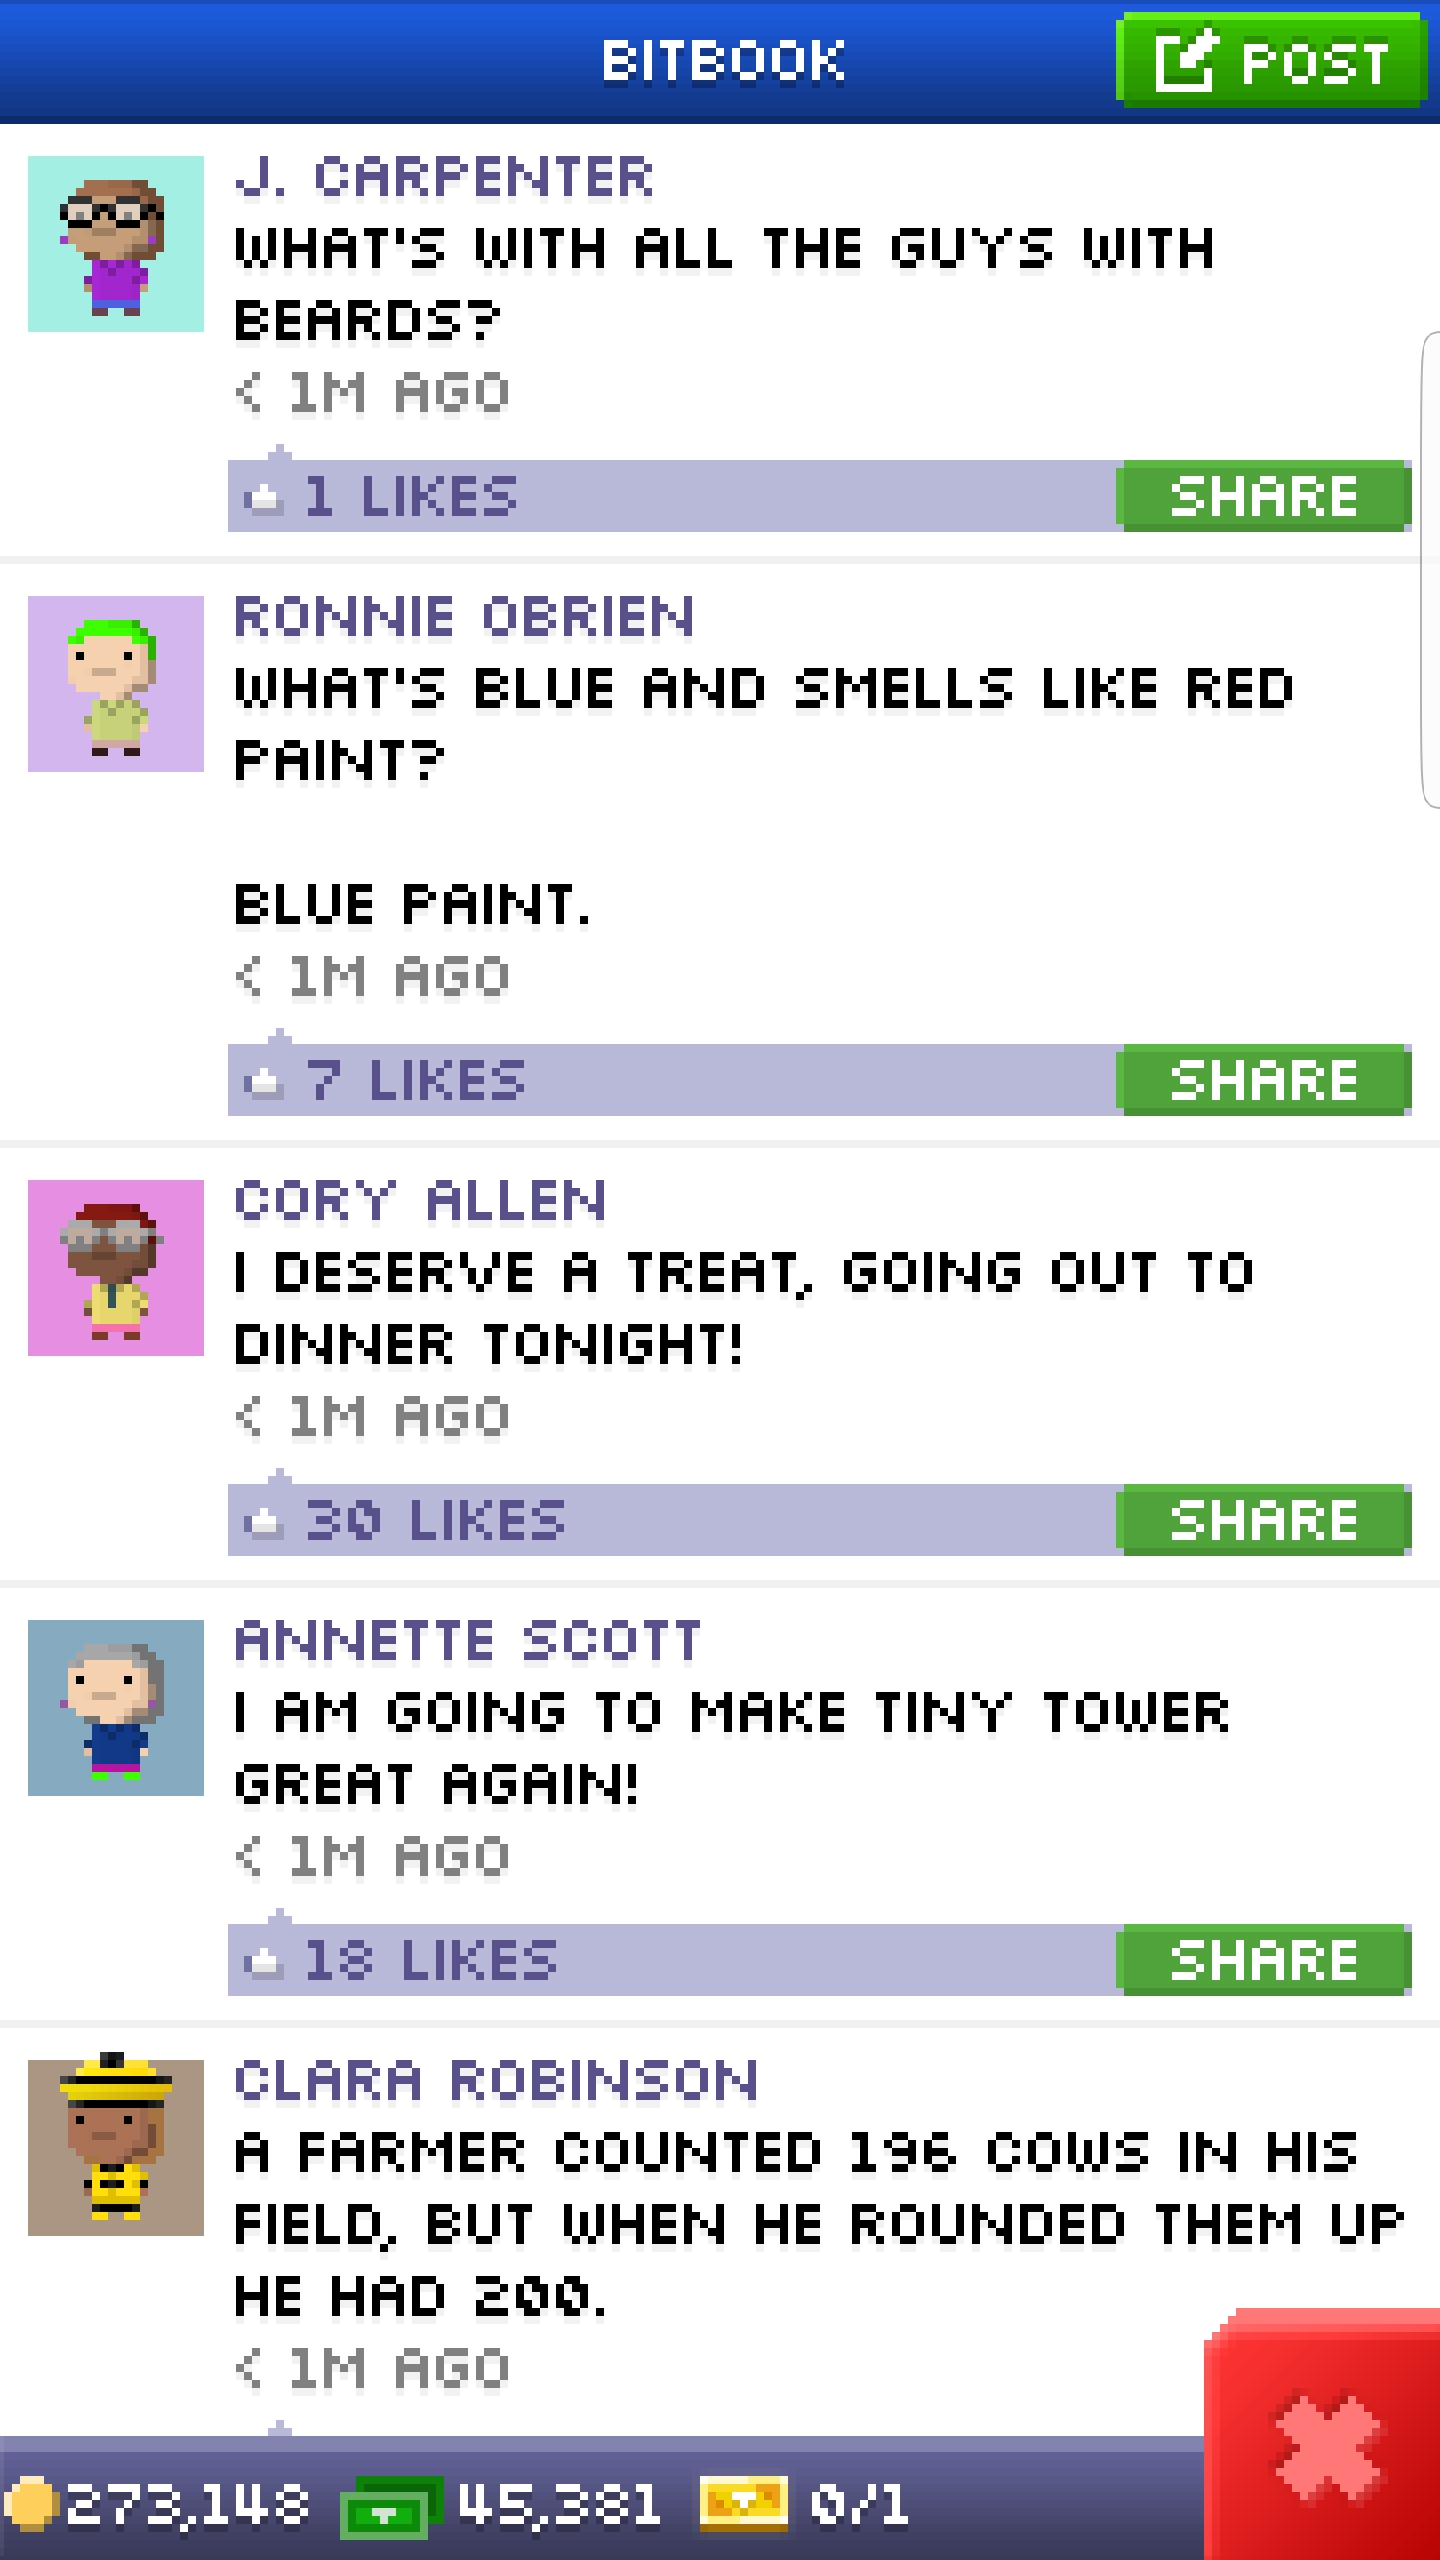 BITBOOK
POST
J. CARPENTER
WHAT'S WITH ALL THE GUYS WITH
BEARDS?
< 1M AGO
1 LIKES
SHARE
RONNIE OBRIEN
WHAT'S BLUE AND SMELLS LIKE RED
PAINT?
BLUE PAINT.
< 1M AGO
7 LIKES
SHARE
CORY ALLEN
I DESERVE A TREAT, GOING OUT TO
DINNER TONIGHT!
< 1M AGO
30 LIKES
SHARE
ANNETTE SCOTT
I AM GOING TO MAKE TINY TOWER
GREAT AGAIN!
< 1M AGO
18 LIKES
SHARE
CLARA ROBINSON
A FARMER COUNTED 196 COWS IN HIS
FIELD, BUT WHEN HE ROUNDED THEM UP
HE HAD 200.
< 1M AGO
273,148 45,381 0/1